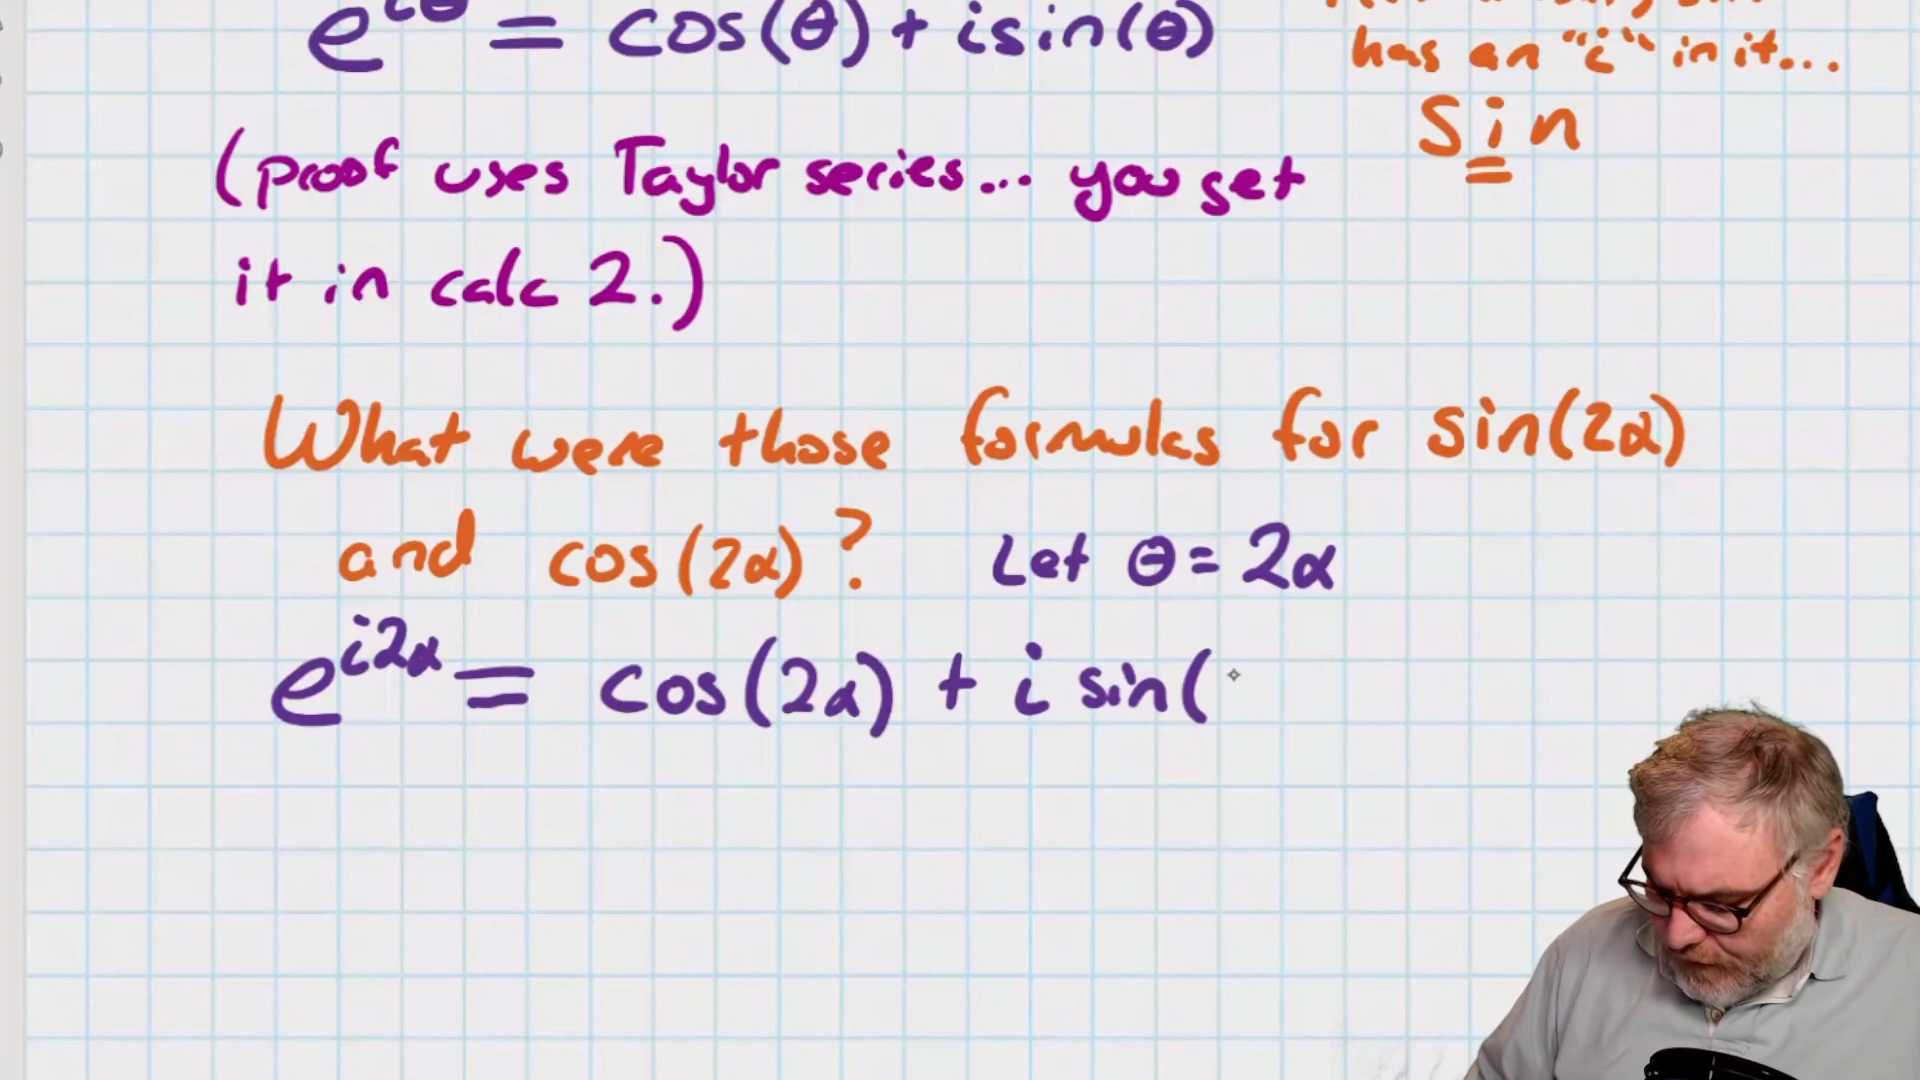 e^{iθ} = cos(θ) + isin(θ)
has an "i" in it...
Sin
(proof uses Taylor series... you get
it in calc 2.)
What were those formulas for sin(2α)
and cos(2α)? Let θ = 2α
e^{i2α} = cos(2α) + i sin(